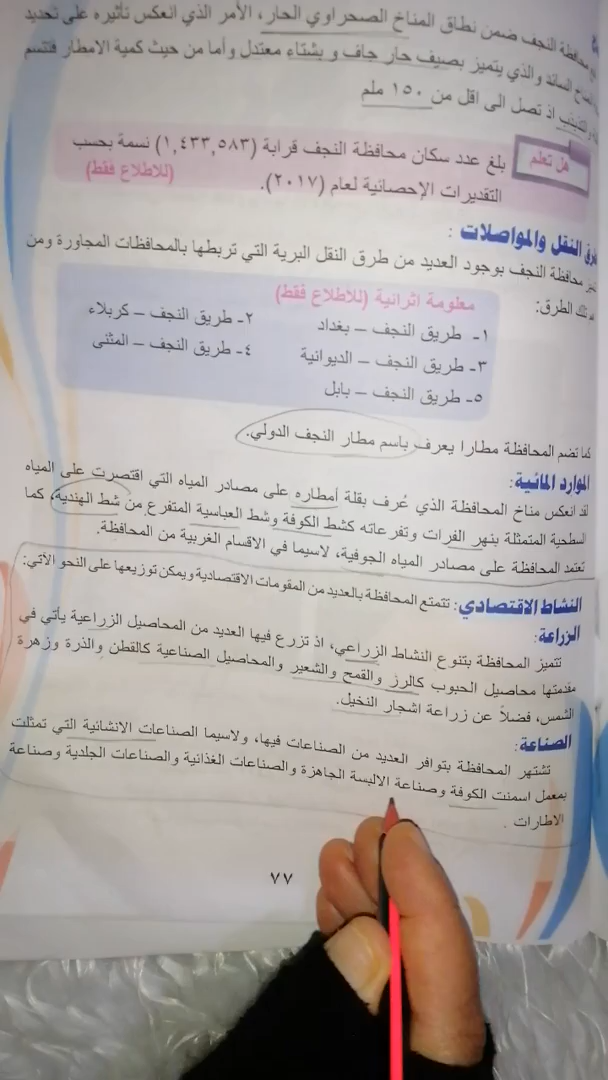 محافظة النجف ضمن نطاق المناخ الصحراوي الحار، الأمر الذي انعكس تأثيره على تحديد
السائد والذي يتميز بصيف حار جاف و بشتاء معتدل وأما من حيث كمية الامطار فتتسم
اذ تصل الى اقل من ١٥٠ ملم
هل تعلم
بلغ عدد سكان محافظة النجف قرابة (١,٤٣٣,٥٨٣) نسمة بحسب
التقديرات الإحصائية لعام (٢٠١٧). (للاطلاع فقط)
النقل والمواصلات :
محافظة النجف بوجود العديد من طرق النقل البرية التي تربطها بالمحافظات المجاورة ومن
تلك الطرق:
معلومة اثرائية (للاطلاع فقط)
١- طريق النجف – بغداد ٢- طريق النجف – كربلاء
٣- طريق النجف – الديوانية ٤- طريق النجف – المثنى
٥- طريق النجف – بابل
كما تضم المحافظة مطارا يعرف باسم مطار النجف الدولي.
الموارد المائية:
لقد انعكس مناخ المحافظة الذي عُرف بقلة أمطاره على مصادر المياه التي اقتصرت على المياه
السطحية المتمثلة بنهر الفرات وتفرعاته كشط الكوفة وشط العباسية المتفرع من شط الهندية، كما
تعتمد المحافظة على مصادر المياه الجوفية، لاسيما في الاقسام الغربية من المحافظة.
النشاط الاقتصادي: تتمتع المحافظة بالعديد من المقومات الاقتصادية ويمكن توزيعها على النحو الآتي:
الزراعة:
تتميز المحافظة بتنوع النشاط الزراعي، اذ تزرع فيها العديد من المحاصيل الزراعية يأتي في
مقدمتها محاصيل الحبوب كالرز والقمح والشعير والمحاصيل الصناعية كالقطن والذرة وزهرة
الشمس، فضلاً عن زراعة اشجار النخيل.
الصناعة:
تشتهر المحافظة بتوافر العديد من الصناعات فيها، ولاسيما الصناعات الانشائية التي تمثلت
بمعمل اسمنت الكوفة وصناعة الالبسة الجاهزة والصناعات الغذائية والصناعات الجلدية وصناعة
الاطارات .
٧٧